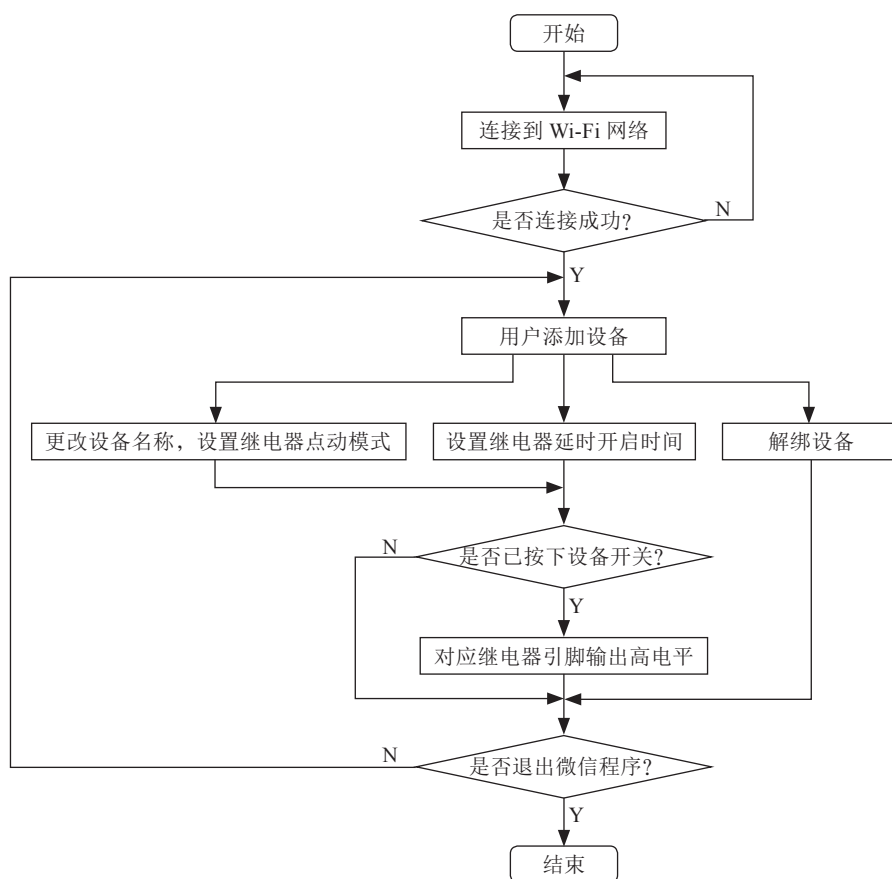 开始
连接到 Wi-Fi 网络
是否连接成功?
N
Y
用户添加设备
更改设备名称，设置继电器点动模式
设置继电器延时开启时间
解绑设备
N
是否已按下设备开关?
Y
对应继电器引脚输出高电平
N
是否退出微信程序?
Y
结束